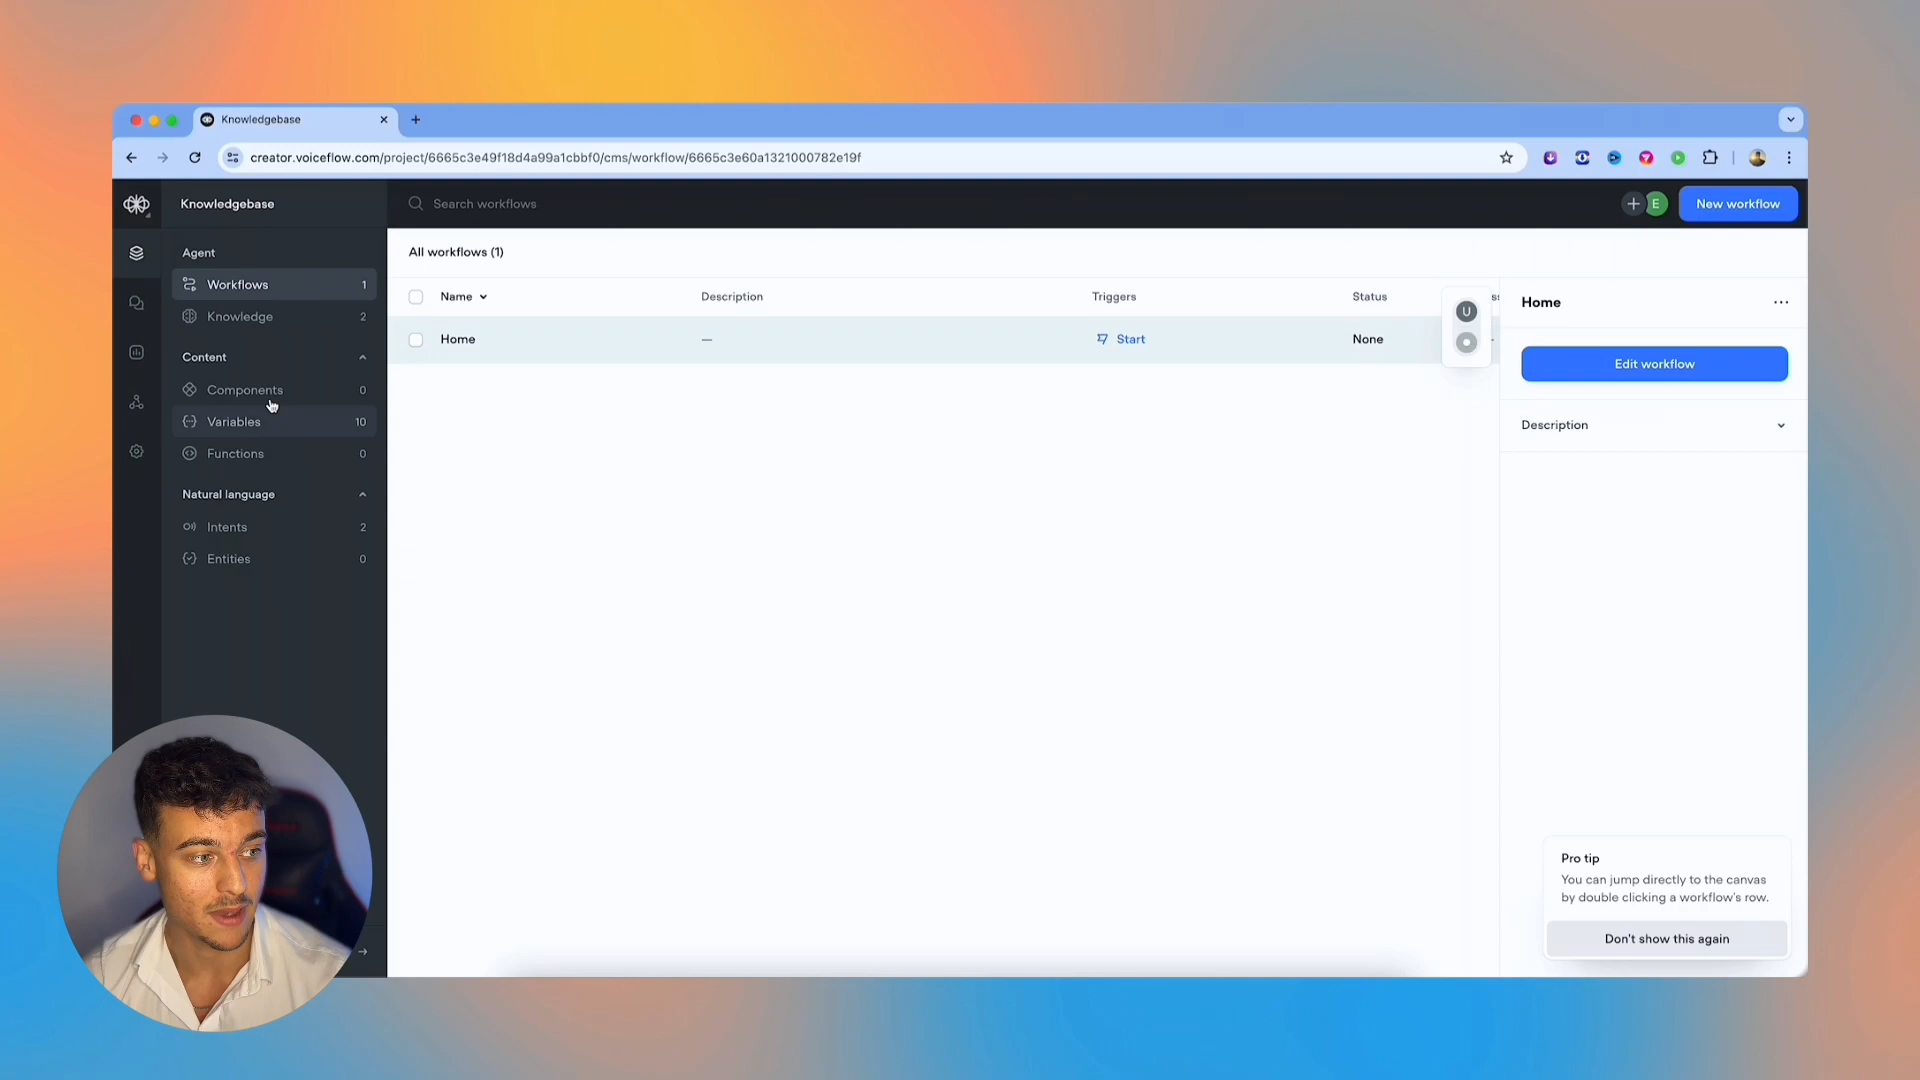 Knowledgebase
creator.voiceflow.com/project/6665c3e49f18d4a99a1cbbf0/cms/workflow/6665c3e60a1321000782e19f
Knowledgebase
Search workflows
E
New workflow
Agent
Workflows 1
Knowledge 2
Content
Components 0
Variables 10
Functions 0
Natural language
Intents 2
Entities 0
All workflows (1)
Name Description Triggers Status
Home — Start None
U
Home
Edit workflow
Description
Pro tip
You can jump directly to the canvas
by double clicking a workflow's row.
Don't show this again